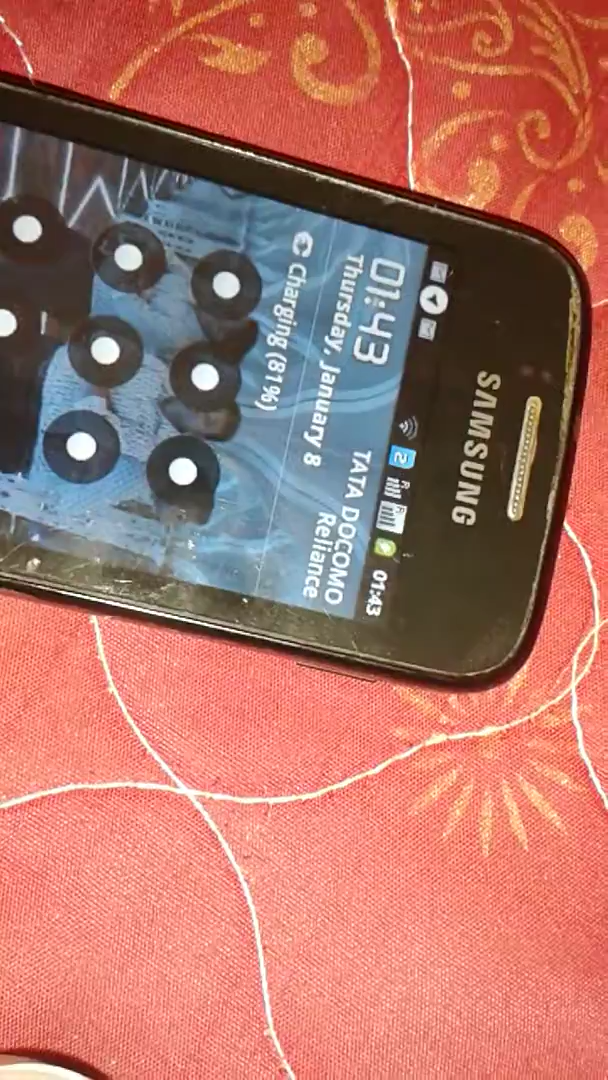 SAMSUNG
01:43
01:43
TATA DOCOMO
Thursday, January 8
Reliance
Charging (81%)